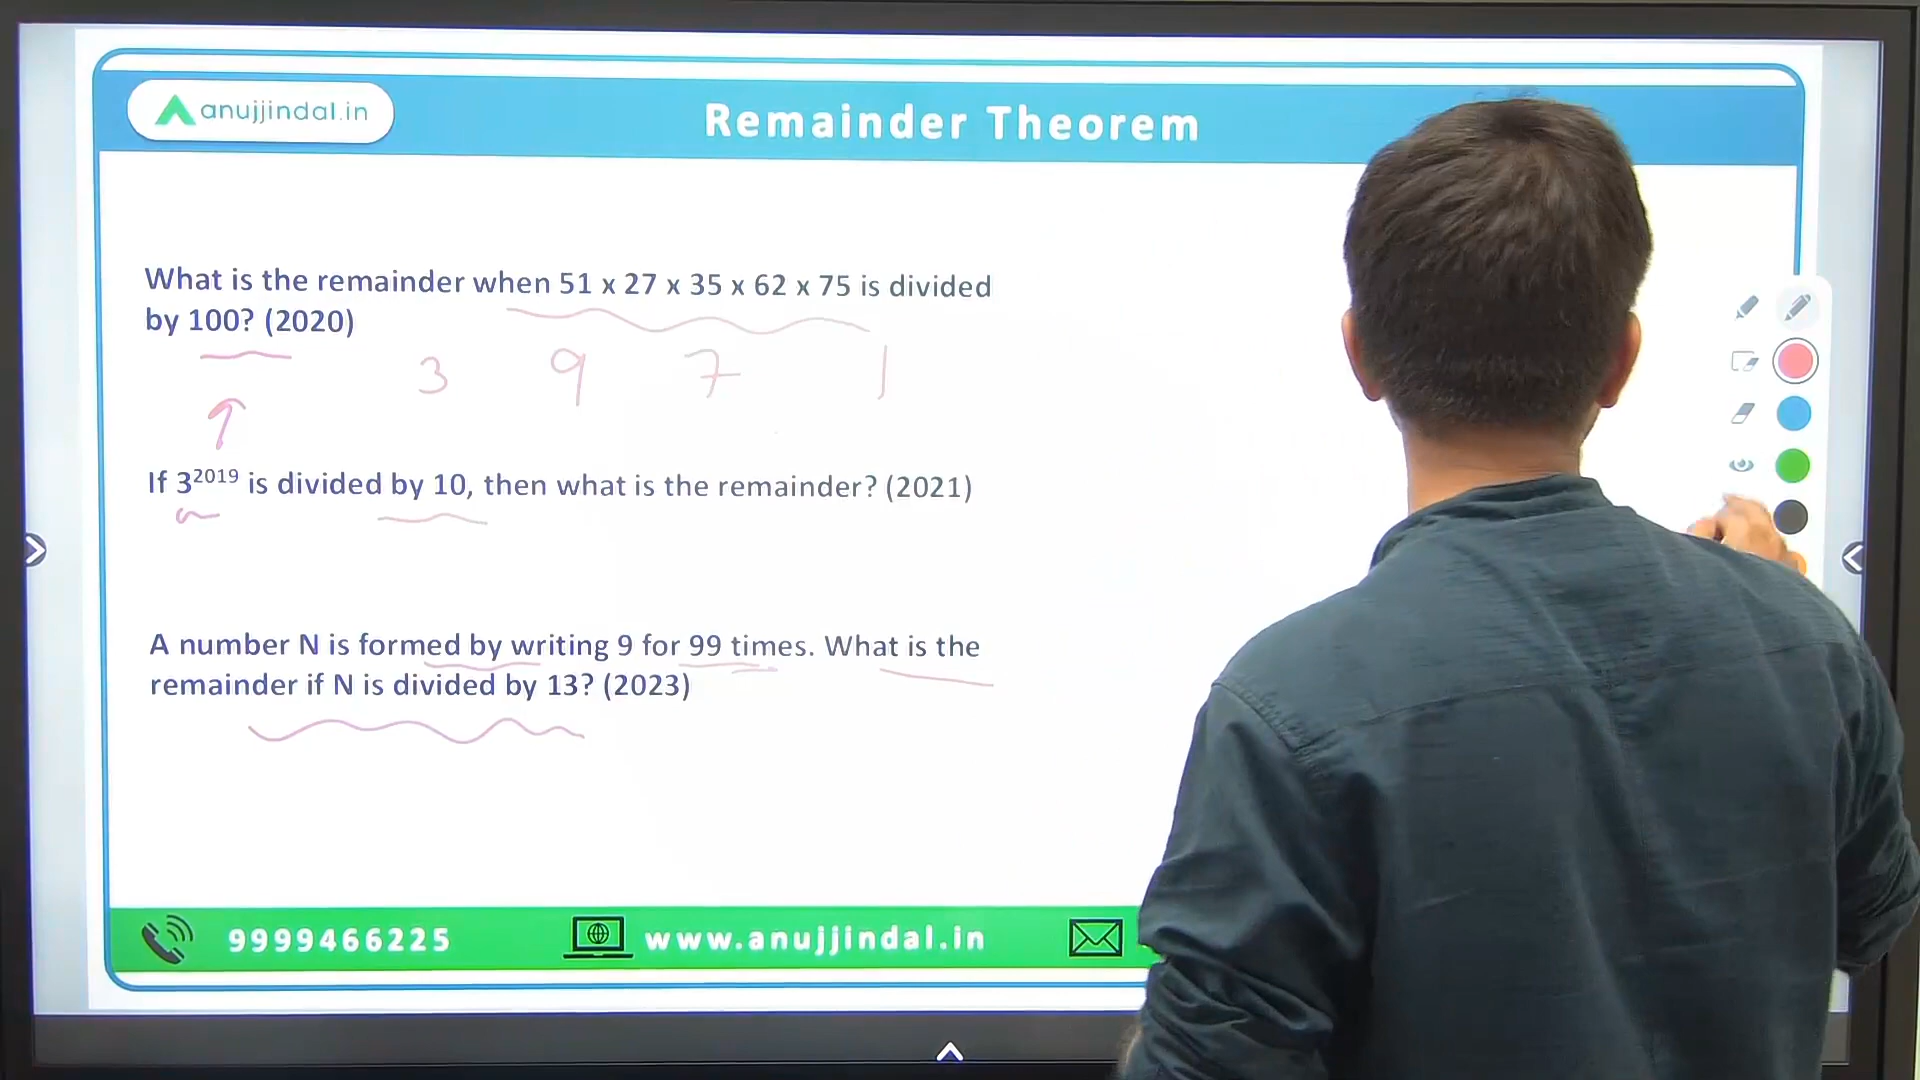 anujjindal.in
Remainder Theorem
What is the remainder when 51 x 27 x 35 x 62 x 75 is divided
by 100? (2020)
3 9 7 1
If 3²⁰¹⁹ is divided by 10, then what is the remainder? (2021)
A number N is formed by writing 9 for 99 times. What is the
remainder if N is divided by 13? (2023)
9999466225 www.anujjindal.in